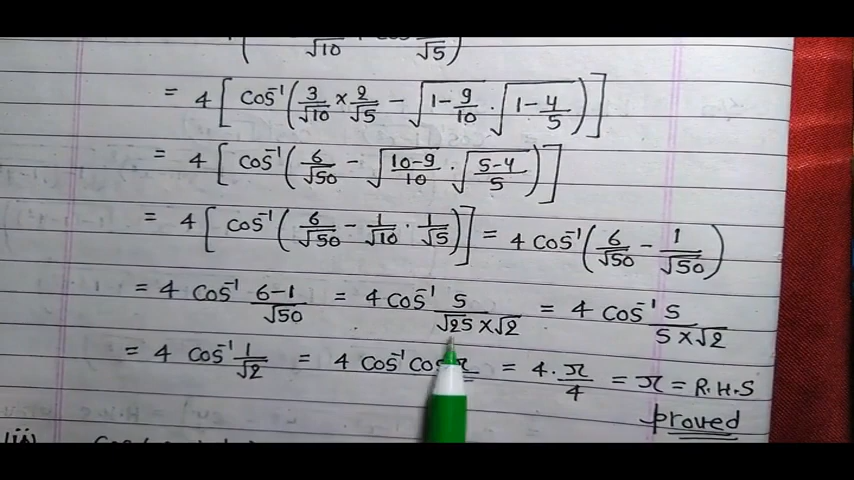 √10 √5 )
= 4 [ Cos⁻¹ ( 3/√10 × 2/√5 − √(1 − 9/10) · √(1 − 4/5) ) ]
= 4 [ Cos⁻¹ ( 6/√50 − √((10−9)/10) · √((5−4)/5) ) ]
= 4 [ Cos⁻¹ ( 6/√50 − 1/√10 · 1/√5 ) ] = 4 Cos⁻¹ ( 6/√50 − 1/√50 )
= 4 Cos⁻¹ (6−1)/√50 = 4 Cos⁻¹ 5/(√25 × √2) = 4 Cos⁻¹ 5/(5 × √2)
= 4 Cos⁻¹ 1/√2 = 4 Cos⁻¹ Cos π = 4 · π/4 = π = R.H.S
proved